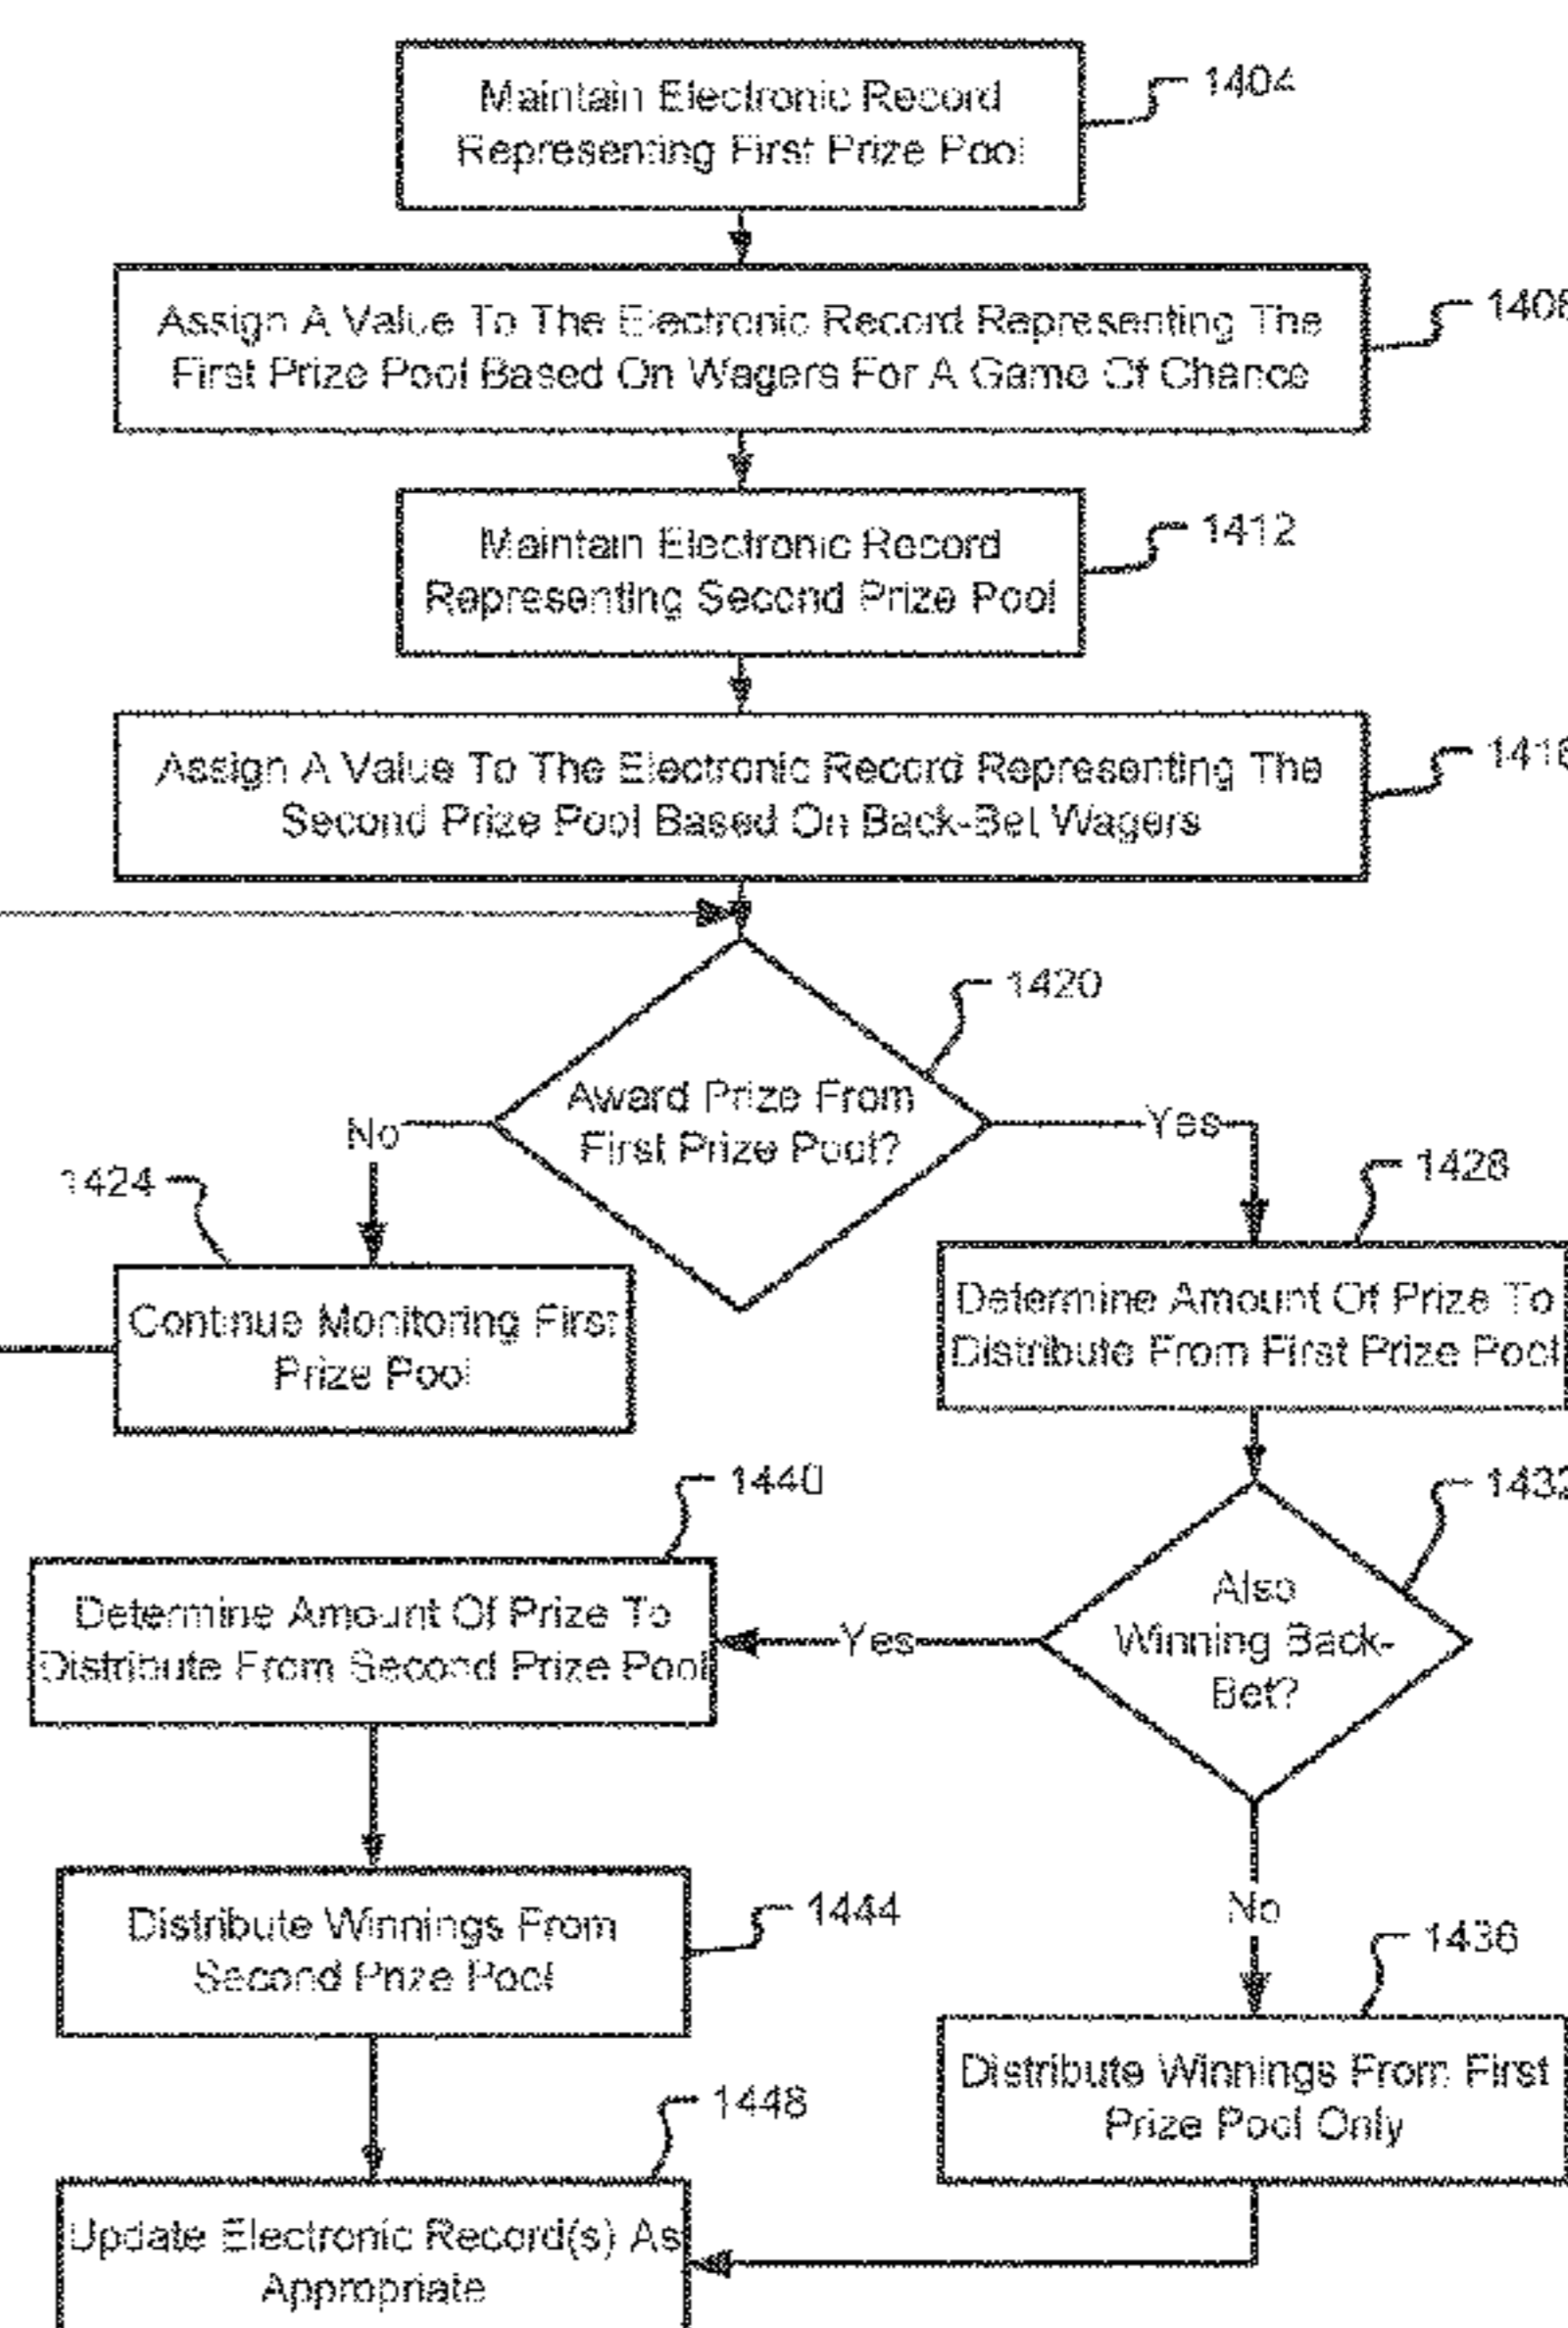 Maintain Electronic Record
Representing First Prize Pool
1404
Assign A Value To The Electronic Record Representing The
First Prize Pool Based On Wagers For A Game Of Chance
1408
Maintain Electronic Record
Representing Second Prize Pool
1412
Assign A Value To The Electronic Record Representing The
Second Prize Pool Based On Back-Bet Wagers
1416
1420
Award Prize From
First Prize Pool?
No
Yes
1424
1428
Continue Monitoring First
Prize Pool
Determine Amount Of Prize To
Distribute From First Prize Pool
1440
1432
Determine Amount Of Prize To
Distribute From Second Prize Pool
Yes
Also
Winning Back-
Bet?
Distribute Winnings From
Second Prize Pool
1444
No
1436
Distribute Winnings From First
Prize Pool Only
1448
Update Electronic Record(s) As
Appropriate